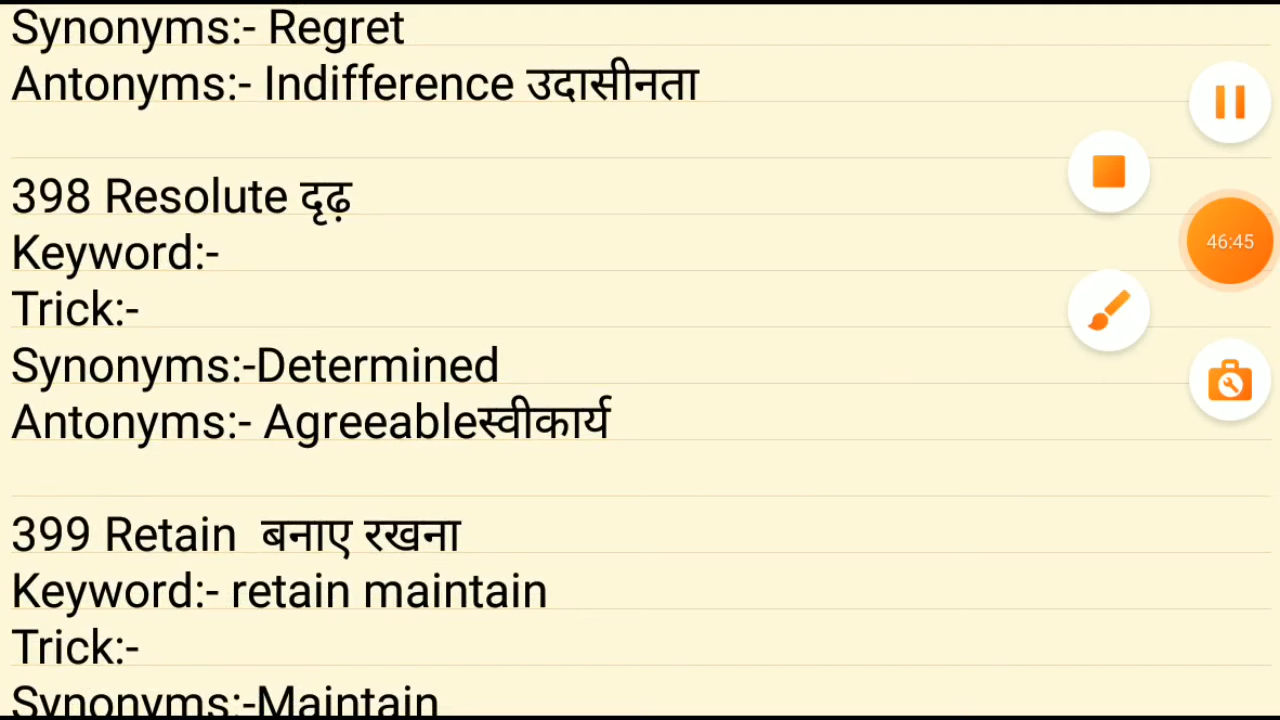 Synonyms:- Regret
Antonyms:- Indifference उदासीनता
398 Resolute दृढ़
Keyword:-
Trick:-
Synonyms:-Determined
Antonyms:- Agreeableस्वीकार्य
399 Retain  बनाए रखना
Keyword:- retain maintain
Trick:-
Synonyms:-Maintain
46:45